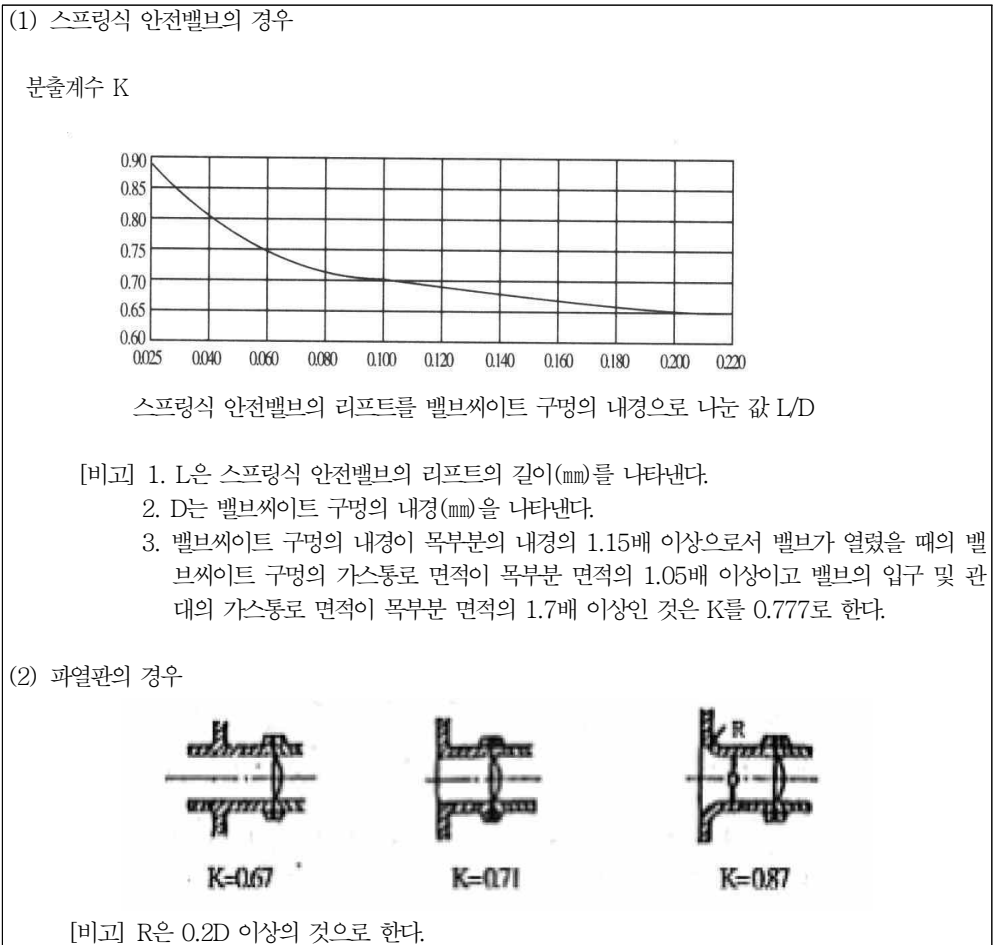 (1) 스프링식 안전밸브의 경우
분출계수 K
0.90
0.85
0.80
0.75
0.70
0.65
0.60
0.025 0.040 0.060 0.080 0.100 0.120 0.140 0.160 0.180 0.200 0.220
스프링식 안전밸브의 리프트를 밸브씨이트 구멍의 내경으로 나눈 값 L/D
[비고] 1. L은 스프링식 안전밸브의 리프트의 길이(㎜)를 나타낸다.
2. D는 밸브씨이트 구멍의 내경(㎜)을 나타낸다.
3. 밸브씨이트 구멍의 내경이 목부분의 내경의 1.15배 이상으로서 밸브가 열렸을 때의 밸
브씨이트 구멍의 가스통로 면적이 목부분 면적의 1.05배 이상이고 밸브의 입구 및 관
대의 가스통로 면적이 목부분 면적의 1.7배 이상인 것은 K를 0.777로 한다.
(2) 파열판의 경우
R
K=0.67 K=0.71 K=0.87
[비고] R은 0.2D 이상의 것으로 한다.